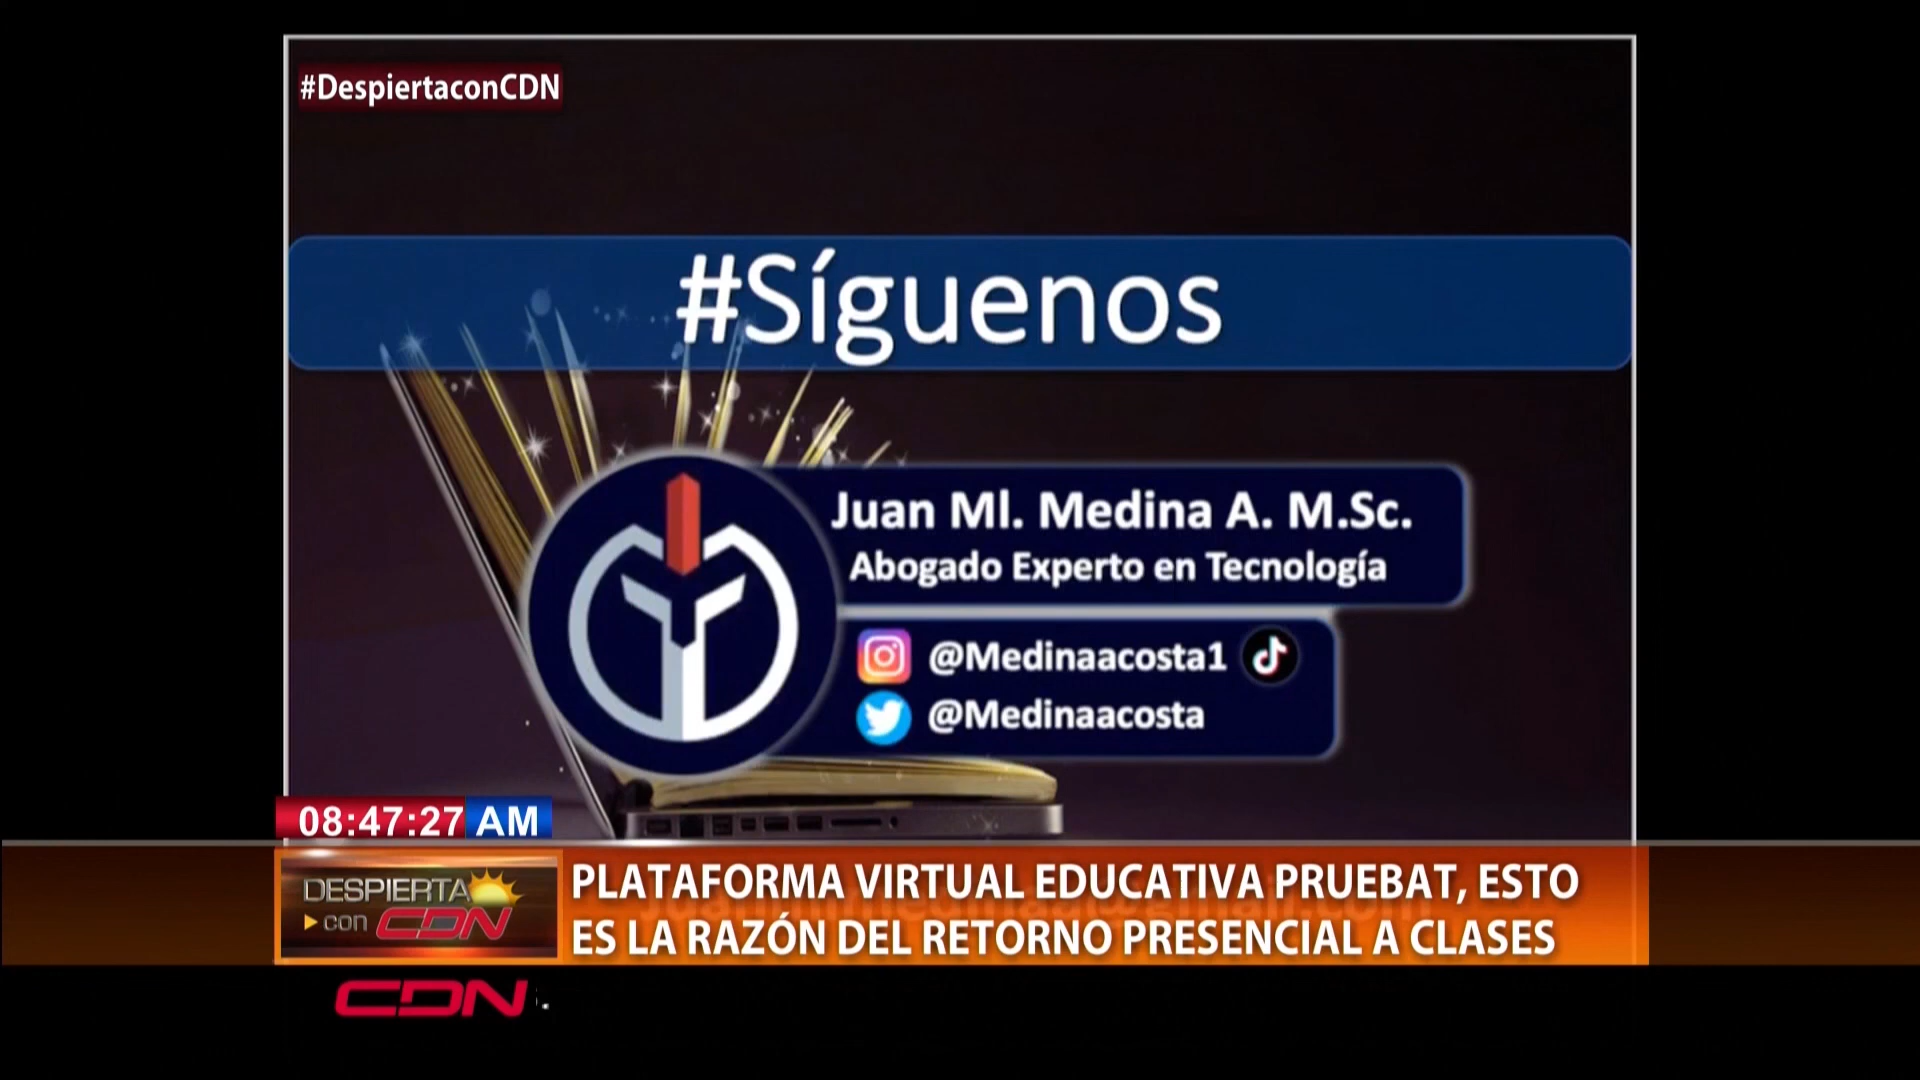 #DespiertaconCDN
#Síguenos
Juan Ml. Medina A. M.Sc.
Abogado Experto en Tecnología
@Medinaacosta1
@Medinaacosta
08:47:27 AM
DESPIERTA
con CDN
PLATAFORMA VIRTUAL EDUCATIVA PRUEBAT, ESTO
ES LA RAZÓN DEL RETORNO PRESENCIAL A CLASES
CDN